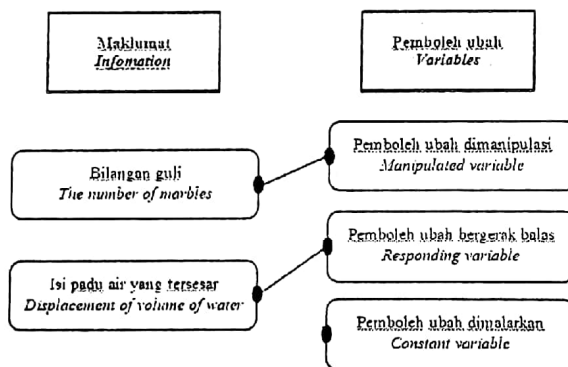 Maklumat
Infomation
Pemboleh ubah
Variables
Bilangan guli
The number of marbles
Pemboleh ubah dimanipulasi
Manipulated variable
Isi padu air yang tersesar
Displacement of volume of water
Pemboleh ubah bergerak balas
Responding variable
Pemboleh ubah dimalarkan
Constant variable